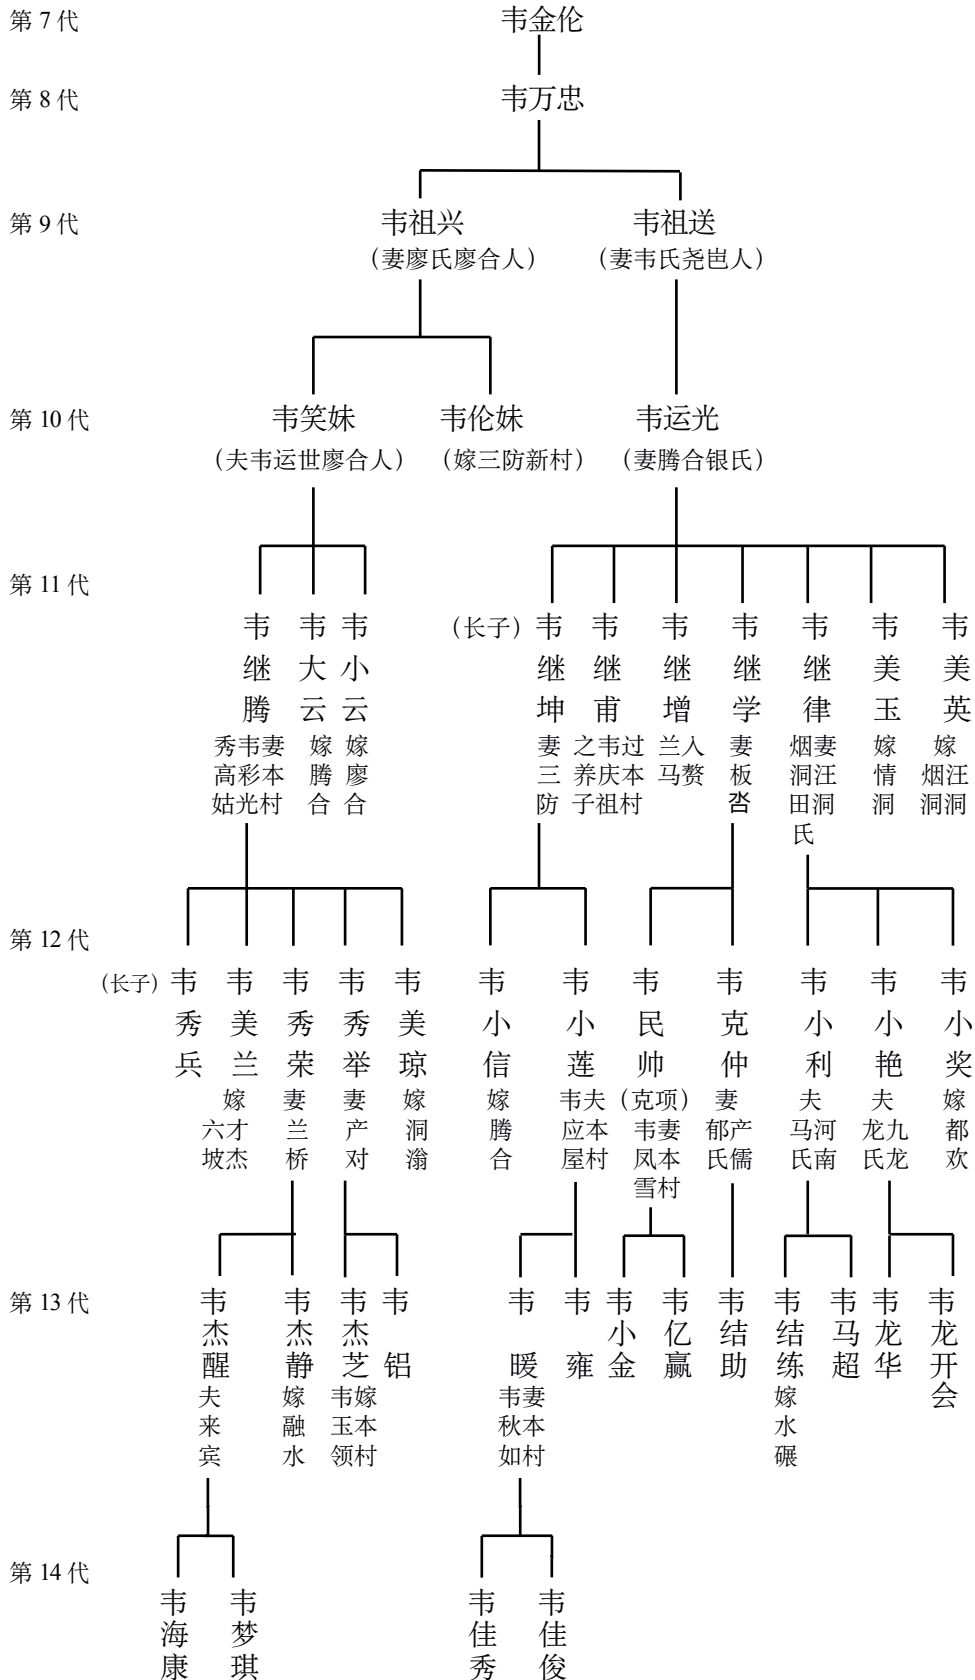 第 7 代
韦金伦
第 8 代
韦万忠
第 9 代
韦祖兴
（妻廖氏廖合人）
韦祖送
（妻韦氏尧岜人）
第 10 代
韦笑妹
（夫韦运世廖合人）
韦伦妹
（嫁三防新村）
韦运光
（妻腾合银氏）
第 11 代
韦继腾
妻本村
韦彩光
秀高姑
韦大云
嫁腾合
韦小云
嫁廖合
（长子）
韦继坤
妻三防
韦继甫
过本村
韦庆祖
之养子
韦继增
入赘
兰马
韦继学
妻板沓
韦继律
妻汪洞
烟洞田氏
韦美玉
嫁情洞
韦美英
嫁汪洞
烟洞
第 12 代
（长子）
韦秀兵
韦美兰
嫁才杰
六坡
韦秀荣
妻兰桥
韦秀举
妻产对
韦美琼
嫁洞滃
韦小信
嫁腾合
韦小莲
夫本村
韦应屋
韦民帅
（克项）
妻本村
韦凤雪
韦克仲
妻产儒
郁氏
韦小利
夫河南
马氏
韦小艳
夫九龙
龙氏
韦小奖
嫁都欢
第 13 代
韦杰醒
夫来宾
韦杰静
嫁融水
韦杰芝
嫁本村
韦玉领
韦铝
韦暖
妻本村
韦秋如
韦雍
韦小金
韦亿赢
韦结助
韦结练
嫁水碾
韦马超
韦龙华
韦龙开会
第 14 代
韦海康
韦梦琪
韦佳秀
韦佳俊